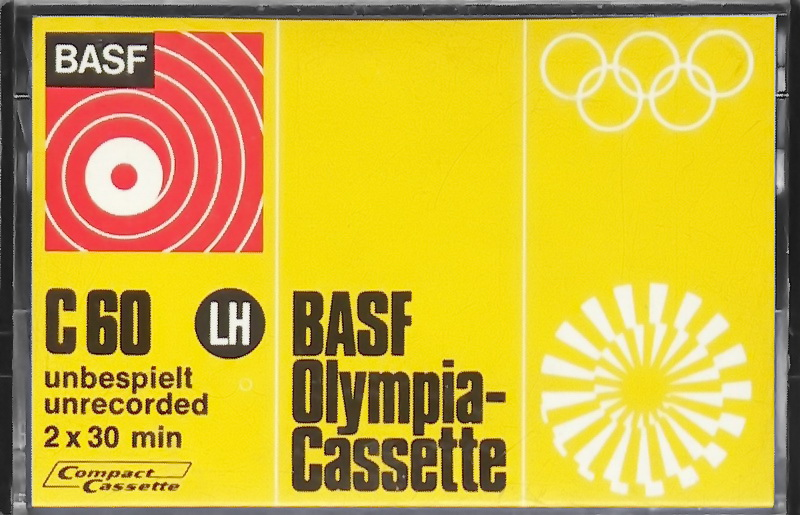 BASF
C 60 LH
unbespielt
unrecorded
2 x 30 min
Compact
Cassette
BASF
Olympia-
Cassette